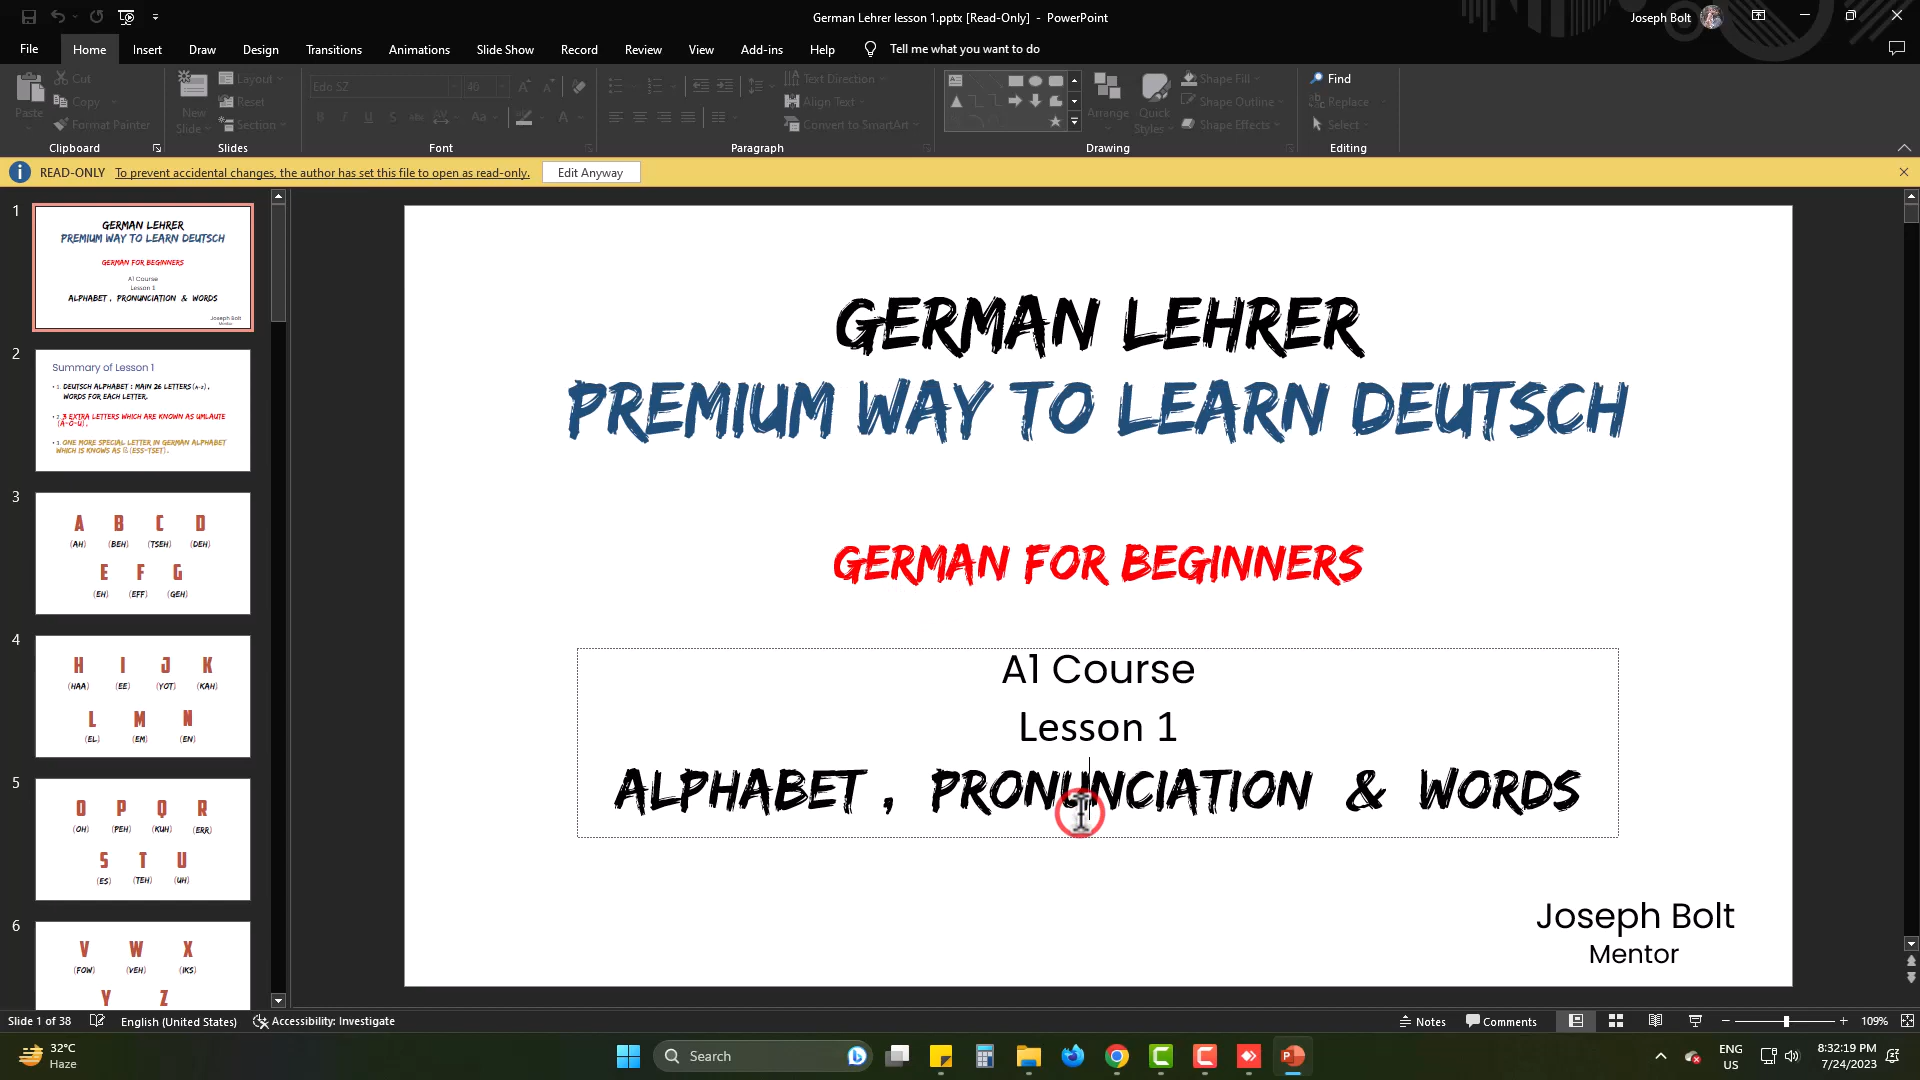 German Lehrer lesson 1.pptx [Read-Only] - PowerPoint
Joseph Bolt
File Home Insert Draw Design Transitions Animations Slide Show Record Review View Add-ins Help Tell me what you want to do
Paste
Cut
Copy
Format Painter
Clipboard
New Slide
Layout
Reset
Section
Slides
Edo SZ 46
Font
Text Direction
Align Text
Convert to SmartArt
Paragraph
Arrange
Quick Styles
Shape Fill
Shape Outline
Shape Effects
Drawing
Find
Replace
Select
Editing
READ-ONLY To prevent accidental changes, the author has set this file to open as read-only. Edit Anyway
1
GERMAN LEHRER
PREMIUM WAY TO LEARN DEUTSCH
GERMAN FOR BEGINNERS
A1 Course
Lesson 1
ALPHABET , PRONUNCIATION & WORDS
Joseph Bolt
Mentor
2
Summary of Lesson 1
1. DEUTSCH ALPHABET : MAIN 26 LETTERS (A-Z) ,
WORDS FOR EACH LETTER.
2. 3 EXTRA LETTERS WHICH ARE KNOWN AS UMLAUTE
3. ONE MORE SPECIAL LETTER IN GERMAN ALPHABET
WHICH IS KNOWS AS ß (ESS-TSET) .
3
A B C D
(AH) (BEH) (TSEH) (DEH)
E F G
(EH) (EFF) (GEH)
4
H I J K
(HAA) (EE) (YOT) (KAH)
L M N
(EL) (EM) (EN)
5
O P Q R
(OH) (PEH) (KUH) (ERR)
S T U
(ES) (TEH) (UH)
6
V W X
(FOW) (VEH) (IKS)
Y Z
GERMAN LEHRER
PREMIUM WAY TO LEARN DEUTSCH
GERMAN FOR BEGINNERS
A1 Course
Lesson 1
ALPHABET , PRONUNCIATION & WORDS
Joseph Bolt
Mentor
Slide 1 of 38 English (United States) Accessibility: Investigate Notes Comments 109%
32°C
Haze
Search
ENG
US
8:32:19 PM
7/24/2023